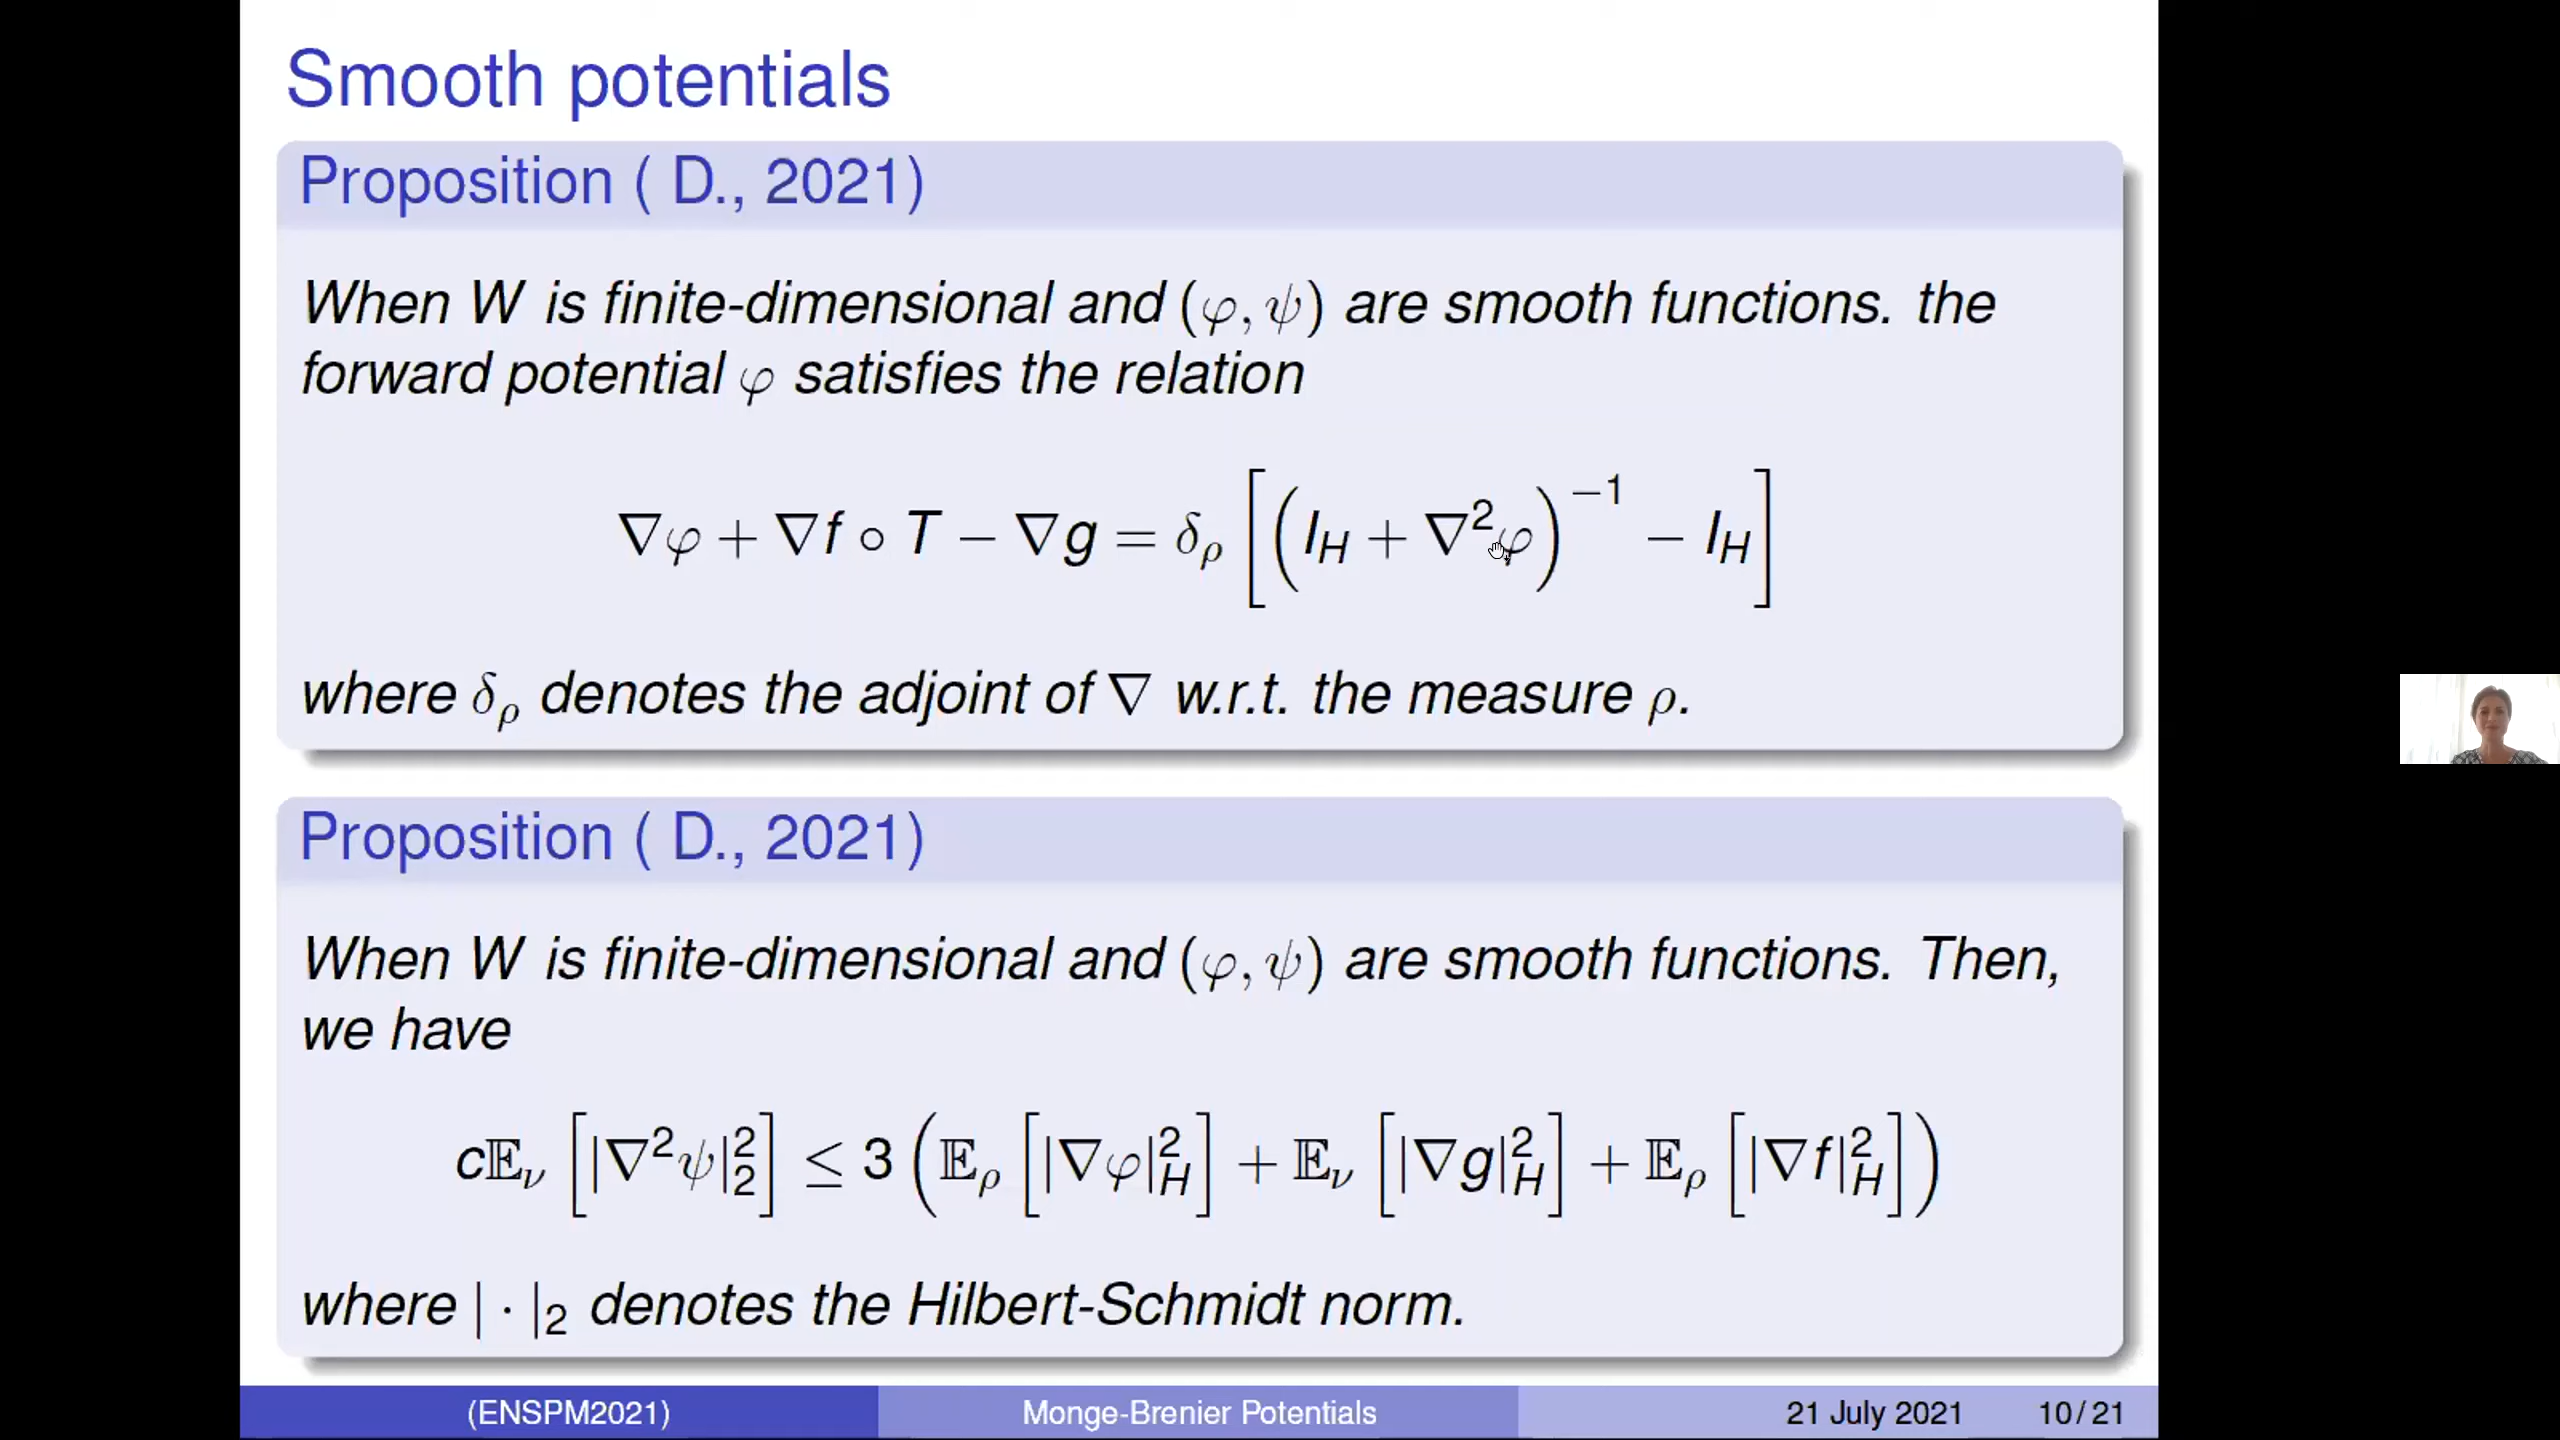 Smooth potentials
Proposition ( D., 2021)
When W is finite-dimensional and (φ, ψ) are smooth functions. the
forward potential φ satisfies the relation
∇φ + ∇f ∘ T − ∇g = δ_ρ [(I_H + ∇²φ)⁻¹ − I_H]
where δ_ρ denotes the adjoint of ∇ w.r.t. the measure ρ.
Proposition ( D., 2021)
When W is finite-dimensional and (φ, ψ) are smooth functions. Then,
we have
c𝔼_ν [|∇²ψ|₂²] ≤ 3 (𝔼_ρ [|∇φ|²_H] + 𝔼_ν [|∇g|²_H] + 𝔼_ρ [|∇f|²_H])
where | · |₂ denotes the Hilbert-Schmidt norm.
(ENSPM2021) Monge-Brenier Potentials 21 July 2021 10 / 21